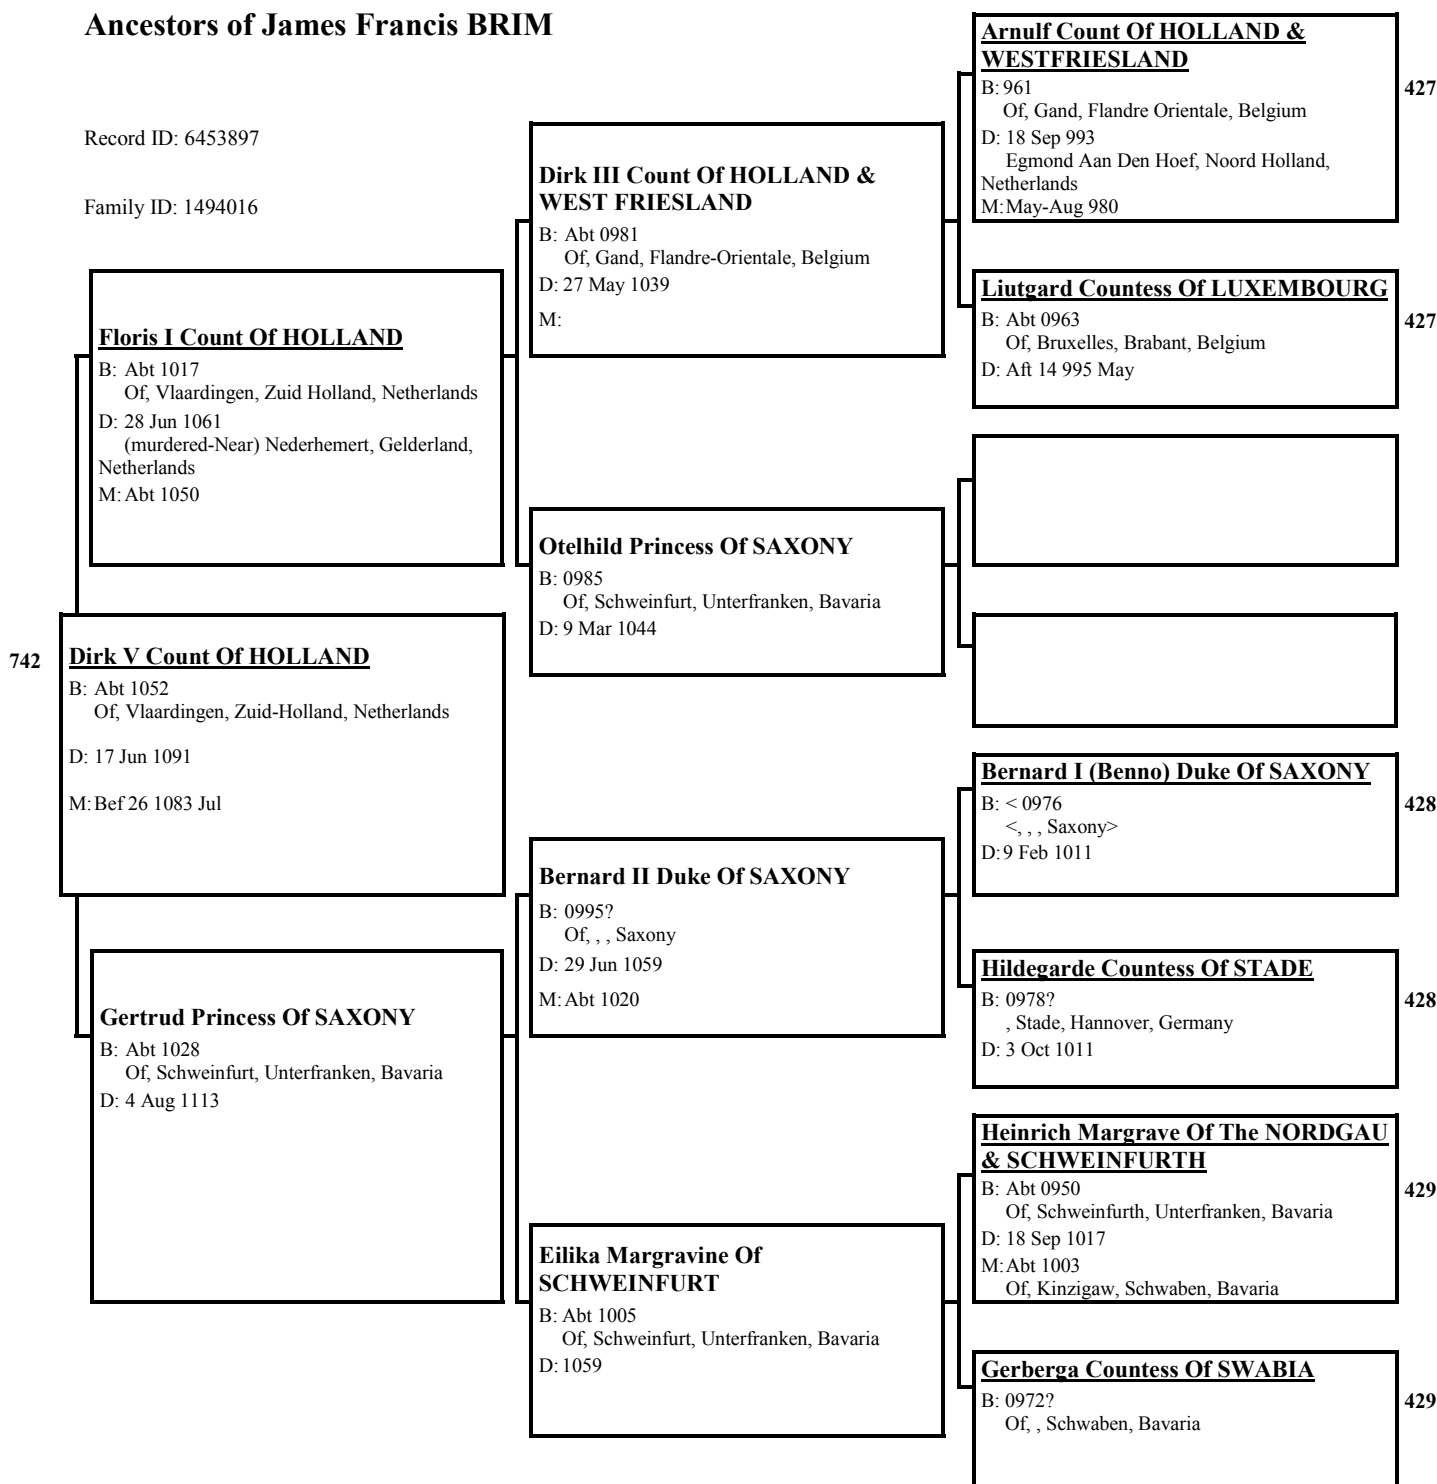 Ancestors of James Francis BRIM
Record ID: 6453897
Family ID: 1494016
742
Dirk V Count Of HOLLAND
B: Abt 1052
Of, Vlaardingen, Zuid-Holland, Netherlands
D: 17 Jun 1091
M: Bef 26 1083 Jul
Floris I Count Of HOLLAND
B: Abt 1017
Of, Vlaardingen, Zuid Holland, Netherlands
D: 28 Jun 1061
(murdered-Near) Nederhemert, Gelderland,
Netherlands
M: Abt 1050
Gertrud Princess Of SAXONY
B: Abt 1028
Of, Schweinfurt, Unterfranken, Bavaria
D: 4 Aug 1113
Dirk III Count Of HOLLAND &
WEST FRIESLAND
B: Abt 0981
Of, Gand, Flandre-Orientale, Belgium
D: 27 May 1039
M:
Otelhild Princess Of SAXONY
B: 0985
Of, Schweinfurt, Unterfranken, Bavaria
D: 9 Mar 1044
Bernard II Duke Of SAXONY
B: 0995?
Of, , , Saxony
D: 29 Jun 1059
M: Abt 1020
Eilika Margravine Of
SCHWEINFURT
B: Abt 1005
Of, Schweinfurt, Unterfranken, Bavaria
D: 1059
Arnulf Count Of HOLLAND &
WESTFRIESLAND
B: 961
Of, Gand, Flandre Orientale, Belgium
D: 18 Sep 993
Egmond Aan Den Hoef, Noord Holland,
Netherlands
M: May-Aug 980
427
Liutgard Countess Of LUXEMBOURG
B: Abt 0963
Of, Bruxelles, Brabant, Belgium
D: Aft 14 995 May
427
Bernard I (Benno) Duke Of SAXONY
B: < 0976
<, , , Saxony>
D: 9 Feb 1011
428
Hildegarde Countess Of STADE
B: 0978?
, Stade, Hannover, Germany
D: 3 Oct 1011
428
Heinrich Margrave Of The NORDGAU
& SCHWEINFURTH
B: Abt 0950
Of, Schweinfurth, Unterfranken, Bavaria
D: 18 Sep 1017
M: Abt 1003
Of, Kinzigaw, Schwaben, Bavaria
429
Gerberga Countess Of SWABIA
B: 0972?
Of, , Schwaben, Bavaria
429